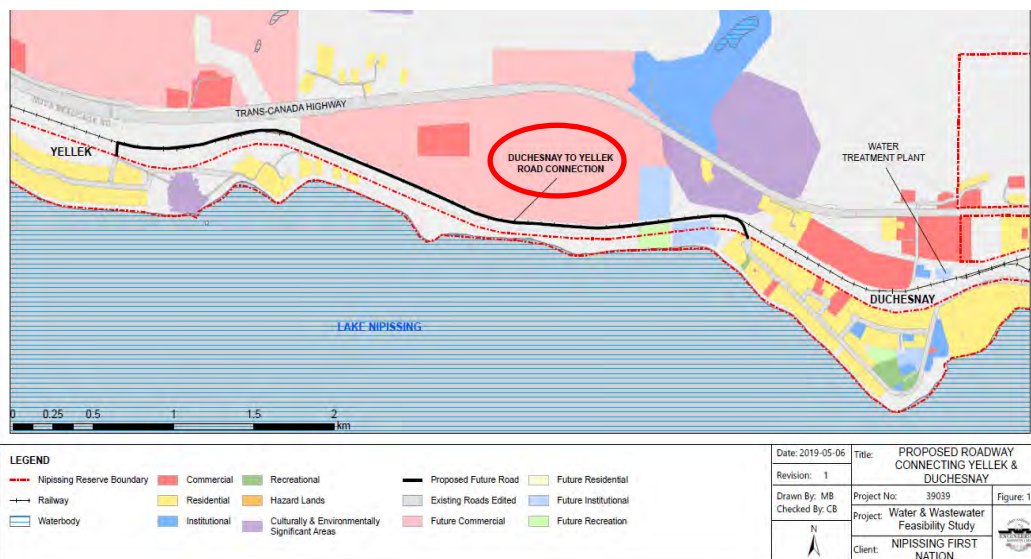 TRANS-CANADA HIGHWAY
YELLEK
DUCHESNAY TO YELLEK
ROAD CONNECTION
WATER
TREATMENT PLANT
DUCHESNAY
LAKE NIPISSING
0 0.25 0.5 1 1.5 2
km
LEGEND
Nipissing Reserve Boundary
Railway
Waterbody
Commercial
Residential
Institutional
Recreational
Hazard Lands
Culturally & Environmentally
Significant Areas
Proposed Future Road
Existing Roads Edited
Future Commercial
Future Residential
Future Institutional
Future Recreation
Date: 2019-05-06
Revision: 1
Drawn By: MB
Checked By: CB
N
Title: PROPOSED ROADWAY
CONNECTING YELLEK &
DUCHESNAY
Project No: 39039
Figure: 1
Project: Water & Wastewater
Feasibility Study
Client: NIPISSING FIRST
NATION